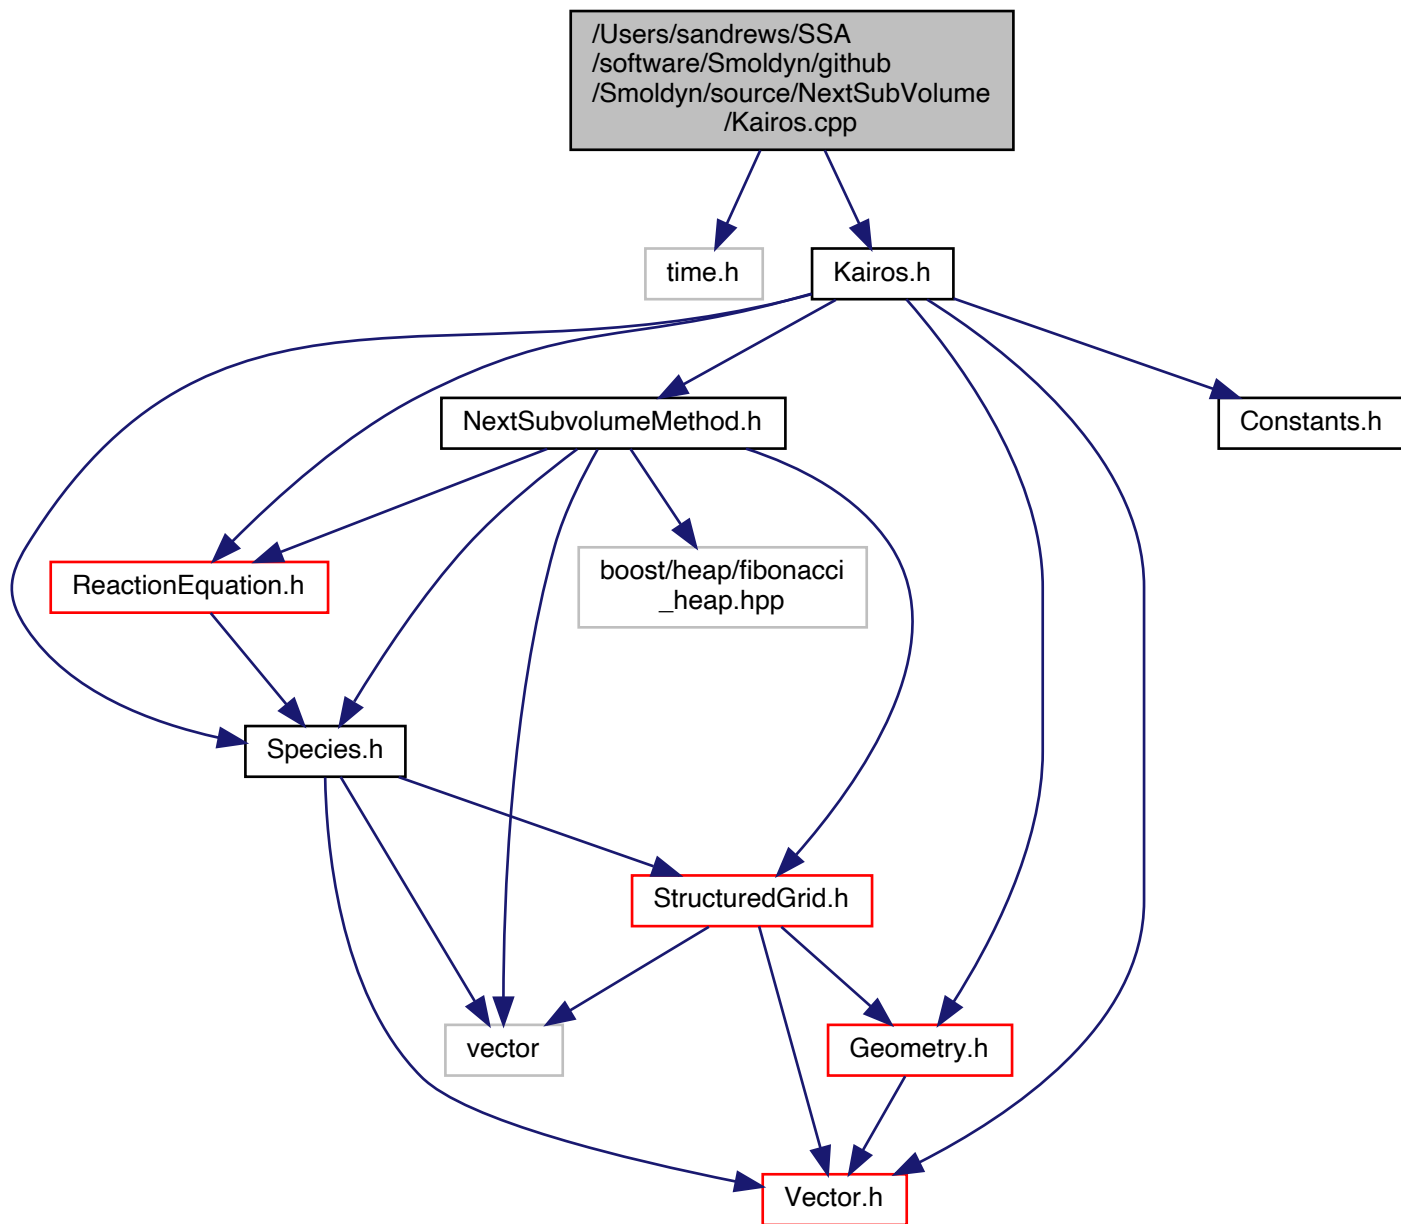 /Users/sandrews/SSA
/software/Smoldyn/github
/Smoldyn/source/NextSubVolume
/Kairos.cpp
time.h
Kairos.h
NextSubvolumeMethod.h
Constants.h
ReactionEquation.h
boost/heap/fibonacci
_heap.hpp
Species.h
StructuredGrid.h
vector
Geometry.h
Vector.h